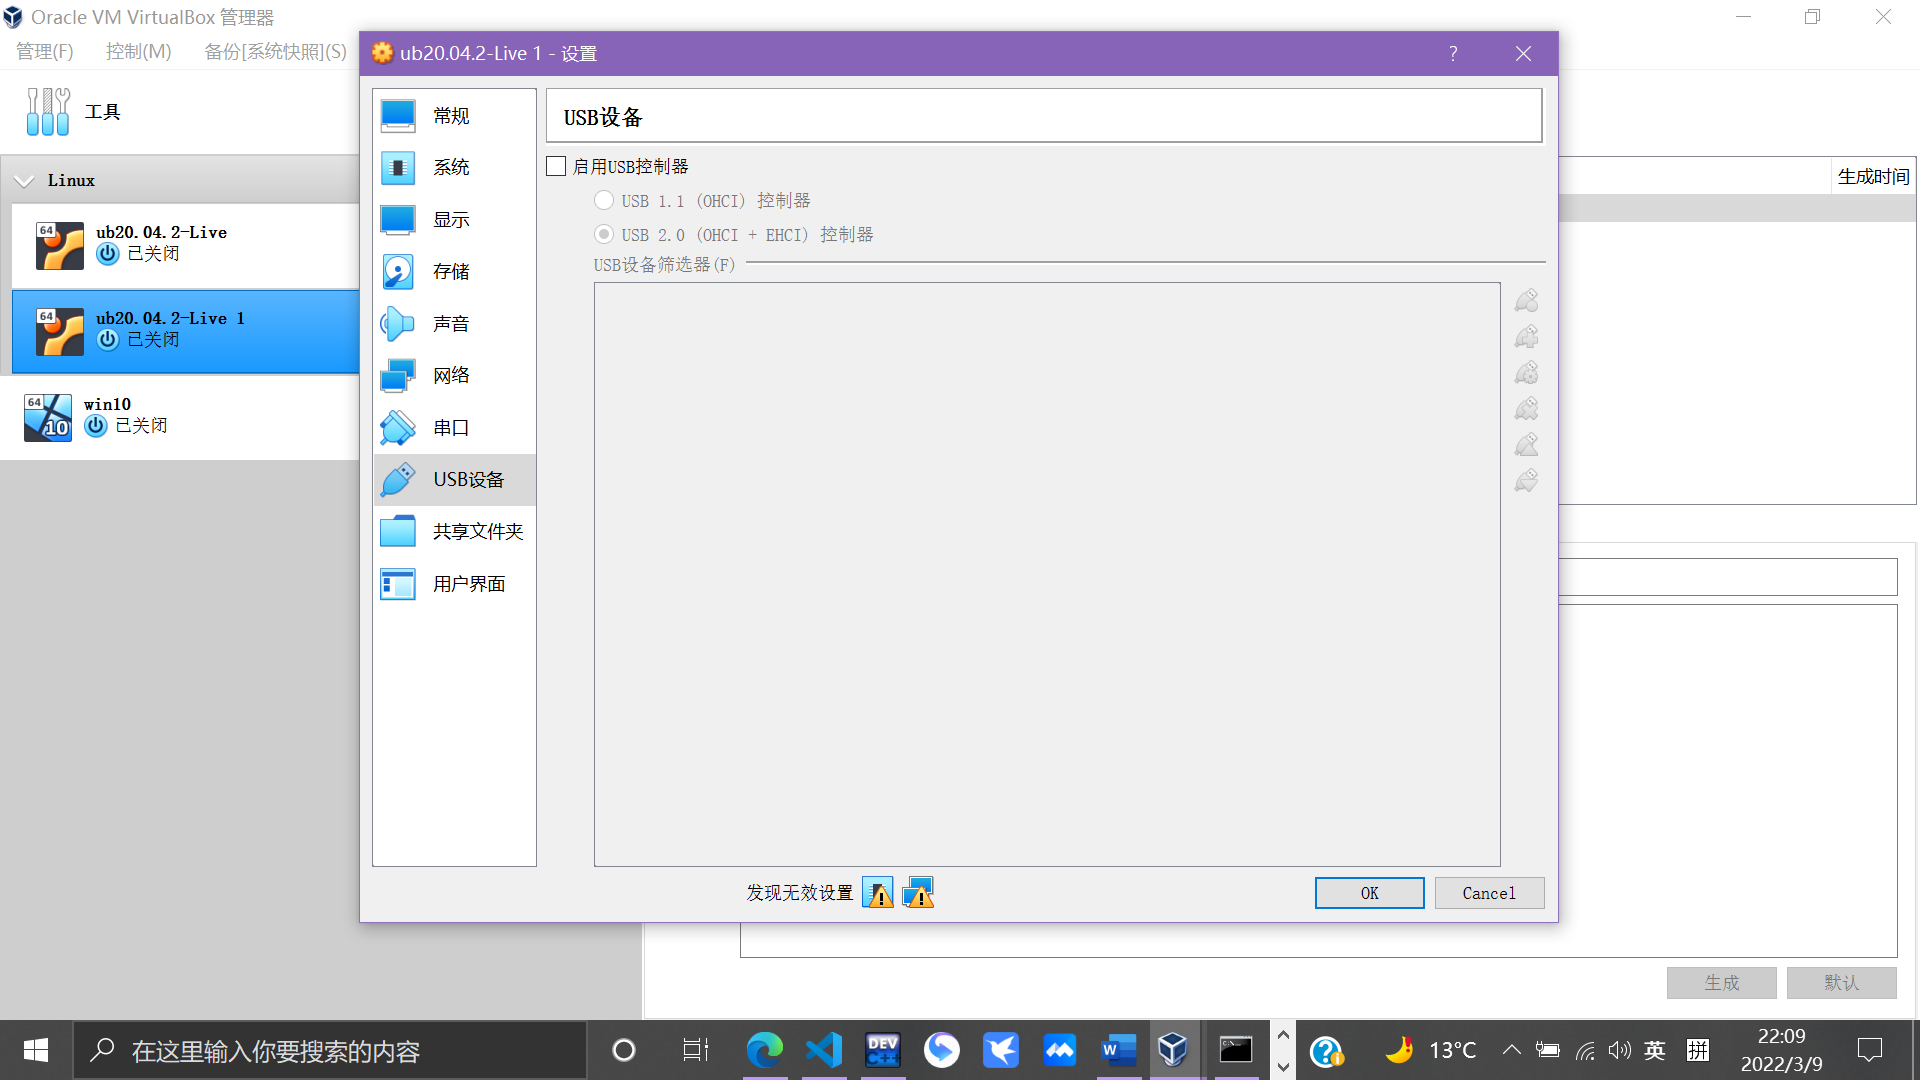 Oracle VM VirtualBox 管理器
管理(F) 控制(M) 备份[系统快照](S)
工具
Linux
64
ub20.04.2-Live
已关闭
64
ub20.04.2-Live 1
已关闭
64
10
win10
已关闭
ub20.04.2-Live 1 - 设置
?
常规
系统
显示
存储
声音
网络
串口
USB设备
共享文件夹
用户界面
USB设备
启用USB控制器
USB 1.1 (OHCI) 控制器
USB 2.0 (OHCI + EHCI) 控制器
USB设备筛选器(F)
发现无效设置
OK
Cancel
生成时间
生成
默认
在这里输入你要搜索的内容
DEV
C++
W
13°C
英
拼
22:09
2022/3/9